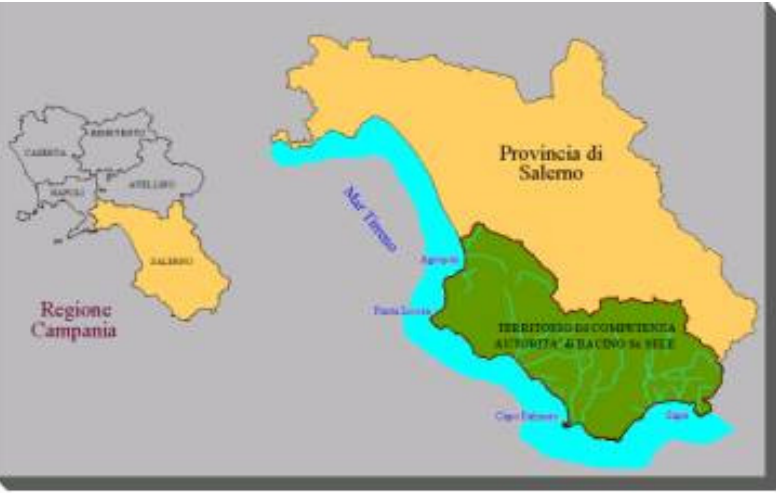 BENEVENTO
CASERTA
NAPOLI
AVELLINO
SALERNO
Regione
Campania
Provincia di
Salerno
Mar Tirreno
Agropoli
Punta Licosa
TERRITORIO DI COMPETENZA
AUTORITA' di BACINO Sx SELE
Capo Palinuro
Sapri